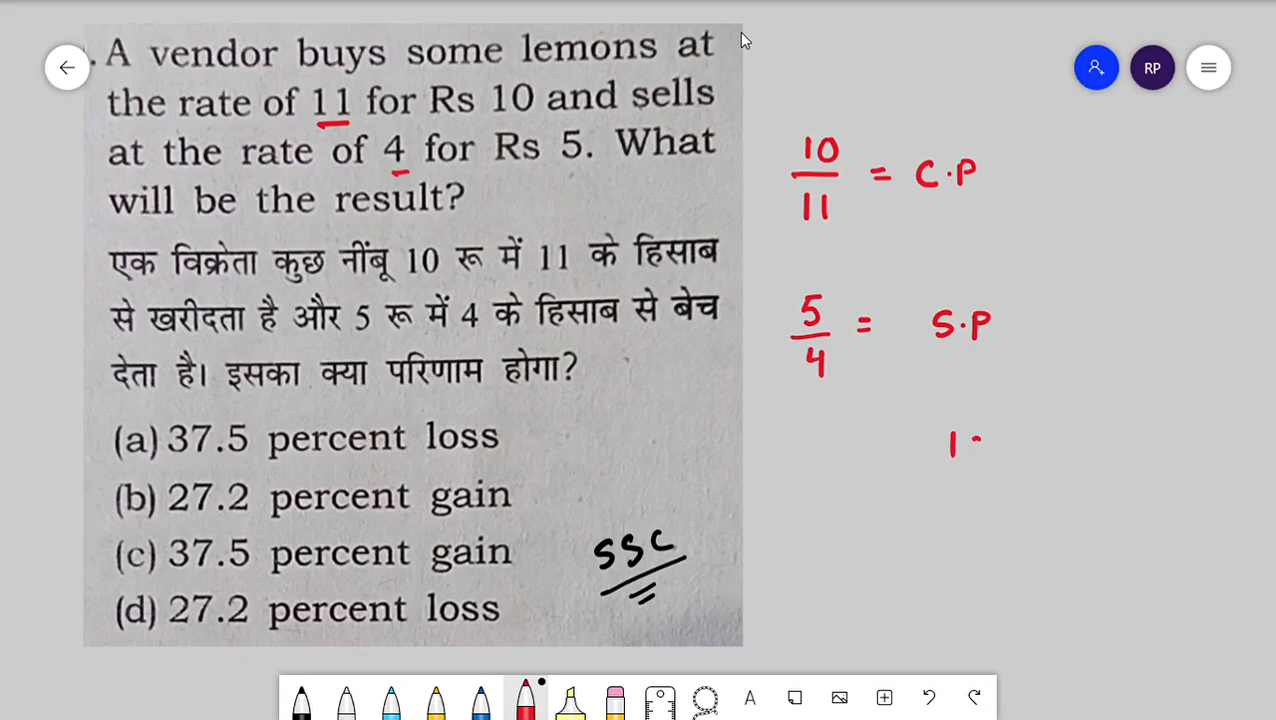 . A vendor buys some lemons at
the rate of 11 for Rs 10 and sells
at the rate of 4 for Rs 5. What
will be the result?
एक विक्रेता कुछ नींबू 10 रू में 11 के हिसाब
से खरीदता है और 5 रू में 4 के हिसाब से बेच
देता है। इसका क्या परिणाम होगा?
(a) 37.5 percent loss
(b) 27.2 percent gain
(c) 37.5 percent gain
(d) 27.2 percent loss
SSC
10
11
= C.P
5
4
= S.P
1
RP
A